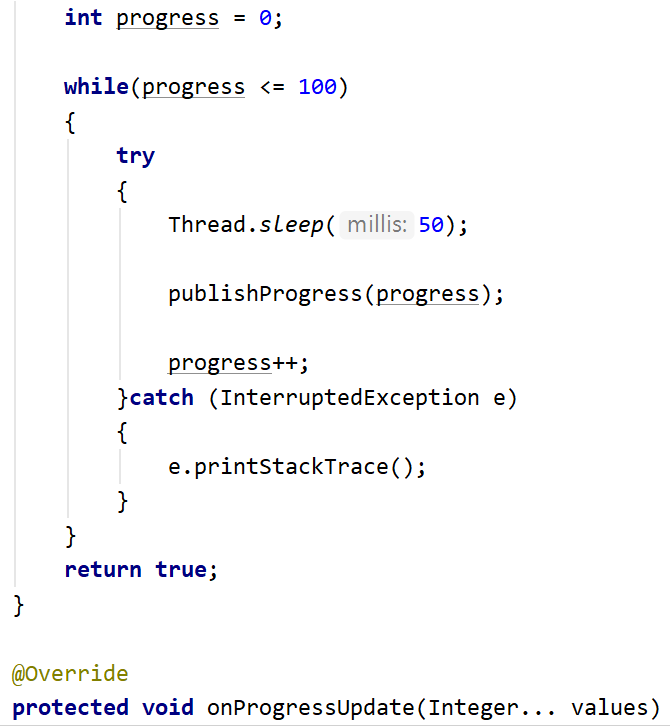 int progress = 0;
while(progress <= 100)
{
try
{
Thread.sleep( millis: 50);
publishProgress(progress);
progress++;
}catch (InterruptedException e)
{
e.printStackTrace();
}
}
return true;
}
@Override
protected void onProgressUpdate(Integer... values)